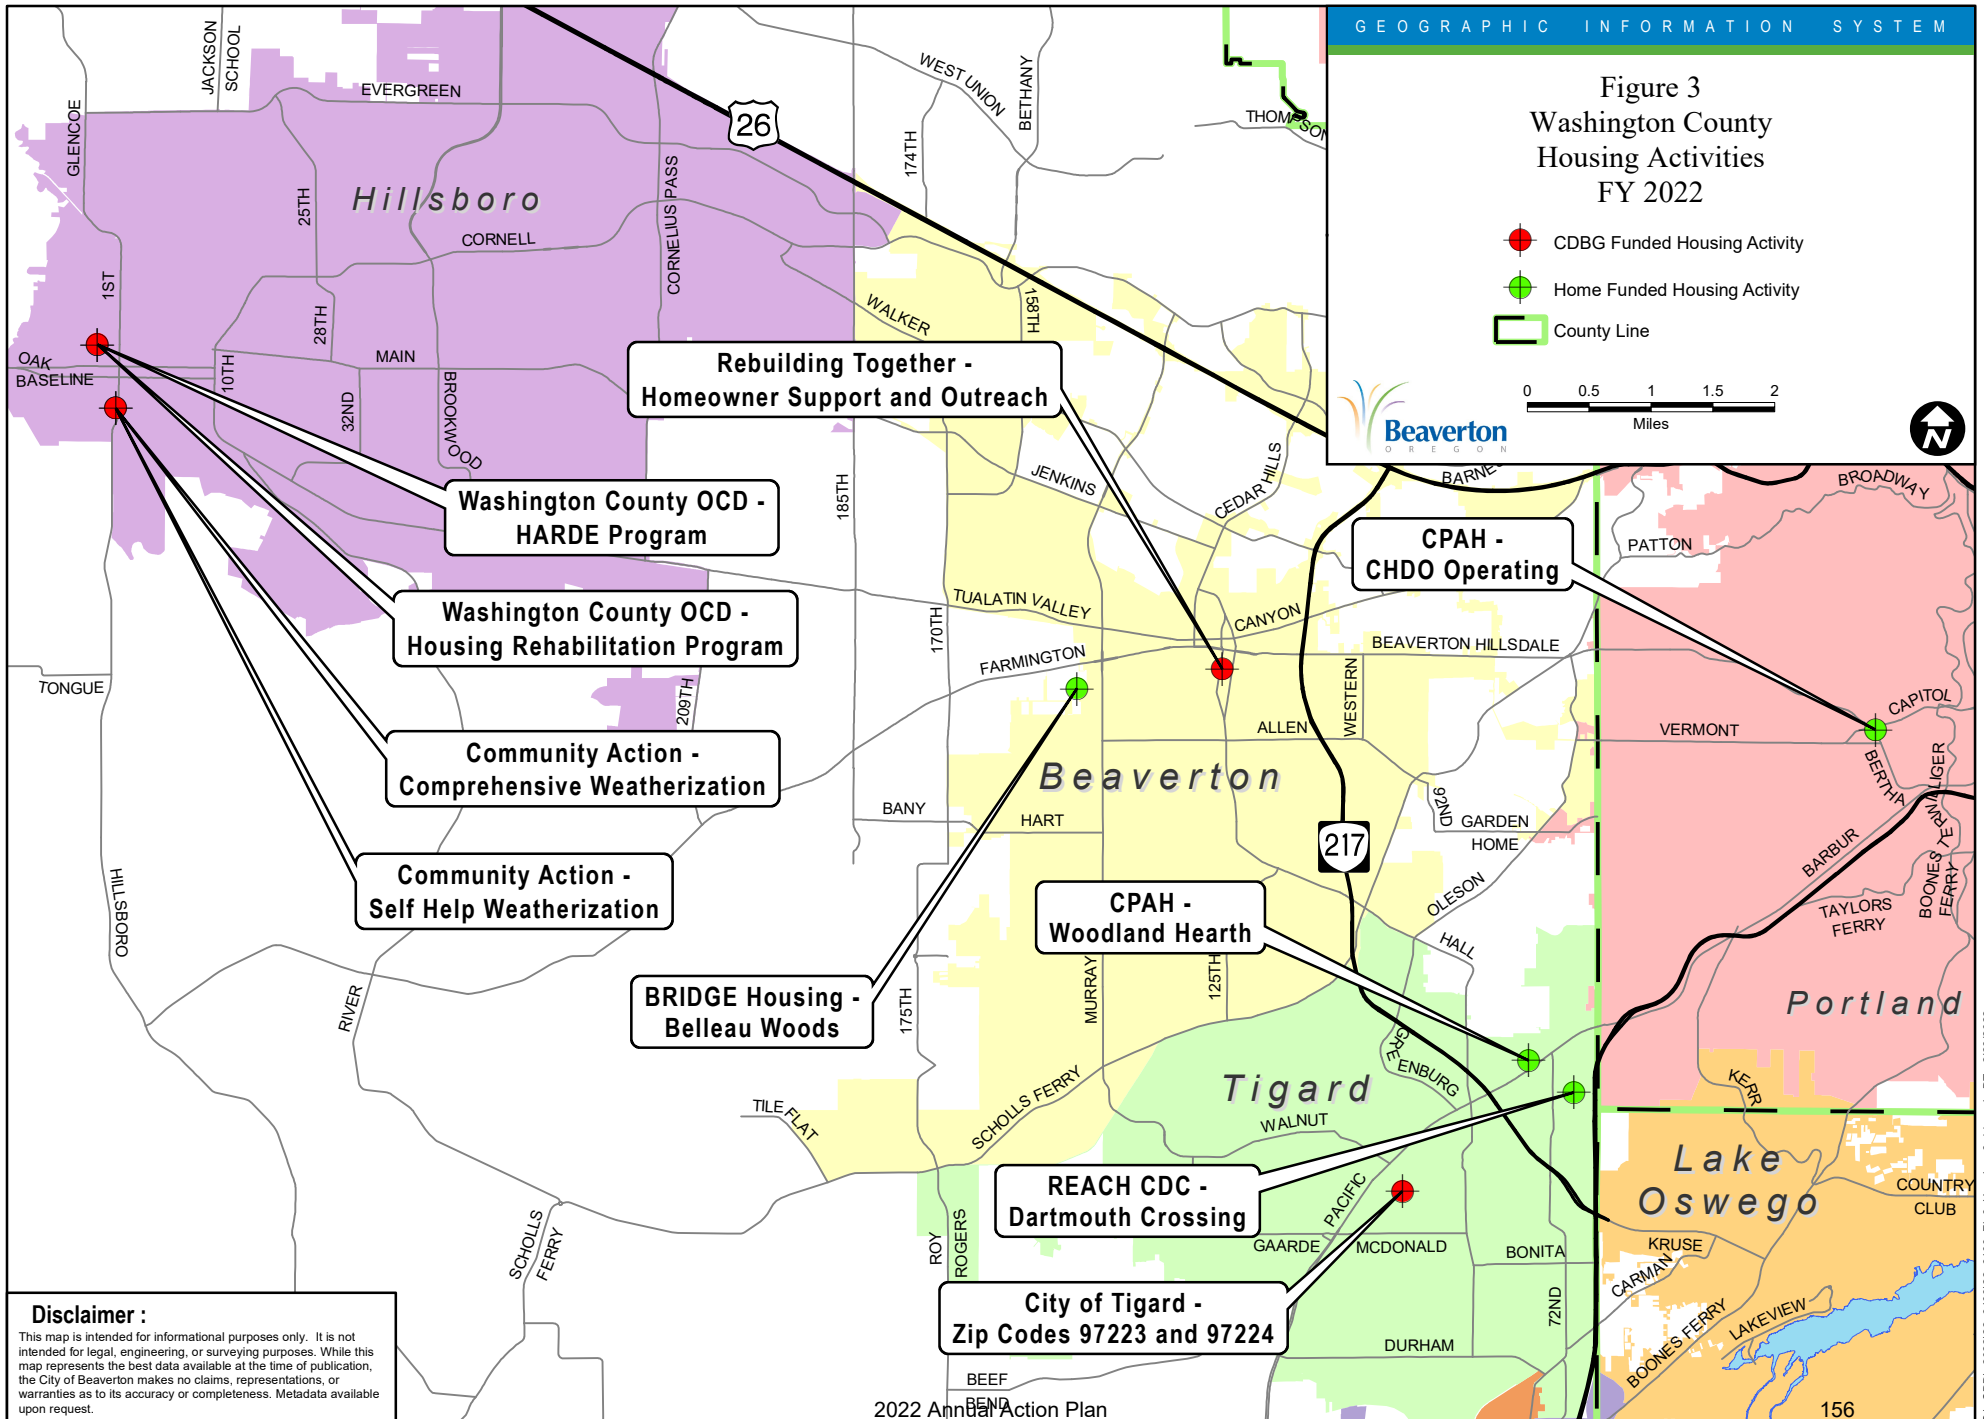 GEOGRAPHIC INFORMATION SYSTEM
Figure 3
Washington County
Housing Activities
FY 2022
CDBG Funded Housing Activity
Home Funded Housing Activity
County Line
0 0.5 1 1.5 2
Miles
Beaverton
OREGON
N
JACKSON
SCHOOL
GLENCOE
EVERGREEN
WEST UNION
BETHANY
174TH
THOMPSON
26
Hillsboro
25TH
CORNELL
CORNELIUS PASS
1ST
28TH
WALKER
158TH
OAK
BASELINE
10TH
MAIN
32ND
BROOKWOOD
Rebuilding Together -
Homeowner Support and Outreach
185TH
JENKINS
CEDAR HILLS
BARNES
BROADWAY
PATTON
Washington County OCD -
HARDE Program
CPAH -
CHDO Operating
Washington County OCD -
Housing Rehabilitation Program
TUALATIN VALLEY
170TH
CANYON
FARMINGTON
BEAVERTON HILLSDALE
WESTERN
TONGUE
209TH
ALLEN
VERMONT
CAPITOL
BERTHA
TERWILLIGER
Community Action -
Comprehensive Weatherization
Beaverton
BANY
HART
92ND
GARDEN
HOME
217
BARBUR
BOONES
FERRY
TAYLORS
FERRY
HILLSBORO
Community Action -
Self Help Weatherization
OLESON
CPAH -
Woodland Hearth
HALL
RIVER
BRIDGE Housing -
Belleau Woods
175TH
MURRAY
125TH
Portland
GREENBURG
Tigard
KERR
TILE FLAT
SCHOLLS FERRY
WALNUT
Lake
Oswego
REACH CDC -
Dartmouth Crossing
PACIFIC
COUNTRY
CLUB
SCHOLLS
FERRY
ROY
ROGERS
GAARDE
MCDONALD
BONITA
KRUSE
CARMAN
City of Tigard -
Zip Codes 97223 and 97224
72ND
DURHAM
BOONES FERRY
LAKEVIEW
BEEF
BEND
Disclaimer :
This map is intended for informational purposes only. It is not
intended for legal, engineering, or surveying purposes. While this
map represents the best data available at the time of publication,
the City of Beaverton makes no claims, representations, or
warranties as to its accuracy or completeness. Metadata available
upon request.
2022 Annual Action Plan
156